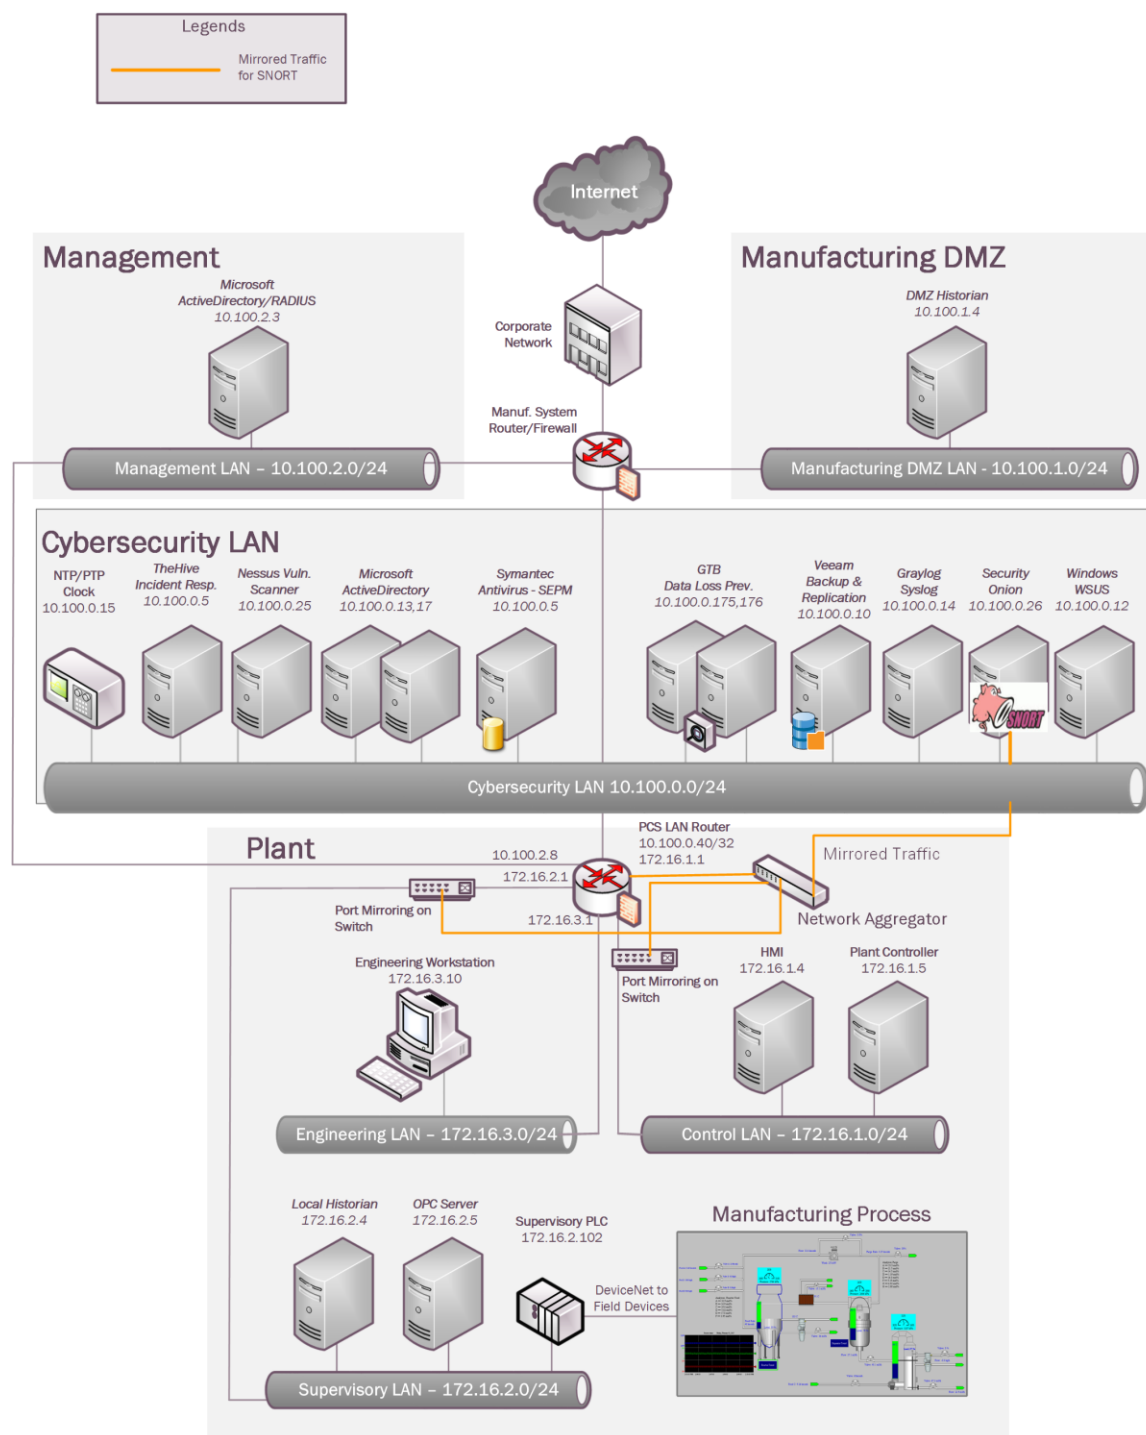 Legends
Mirrored Traffic
for SNORT
Internet
Management
Microsoft
ActiveDirectory/RADIUS
10.100.2.3
Management LAN – 10.100.2.0/24
Corporate
Network
Manuf. System
Router/Firewall
Manufacturing DMZ
DMZ Historian
10.100.1.4
Manufacturing DMZ LAN - 10.100.1.0/24
Cybersecurity LAN
NTP/PTP
Clock
10.100.0.15
TheHive
Incident Resp.
10.100.0.5
Nessus Vuln.
Scanner
10.100.0.25
Microsoft
ActiveDirectory
10.100.0.13,17
Symantec
Antivirus - SEPM
10.100.0.5
GTB
Data Loss Prev.
10.100.0.175,176
Veeam
Backup &
Replication
10.100.0.10
Graylog
Syslog
10.100.0.14
Security
Onion
10.100.0.26
Windows
WSUS
10.100.0.12
SNORT
Cybersecurity LAN 10.100.0.0/24
Plant
PCS LAN Router
10.100.0.40/32
172.16.1.1
10.100.2.8
172.16.2.1
172.16.3.1
Mirrored Traffic
Network Aggregator
Port Mirroring on
Switch
Port Mirroring on
Switch
Engineering Workstation
172.16.3.10
HMI
172.16.1.4
Plant Controller
172.16.1.5
Engineering LAN – 172.16.3.0/24
Control LAN – 172.16.1.0/24
Local Historian
172.16.2.4
OPC Server
172.16.2.5
Supervisory PLC
172.16.2.102
DeviceNet to
Field Devices
Manufacturing Process
Supervisory LAN – 172.16.2.0/24